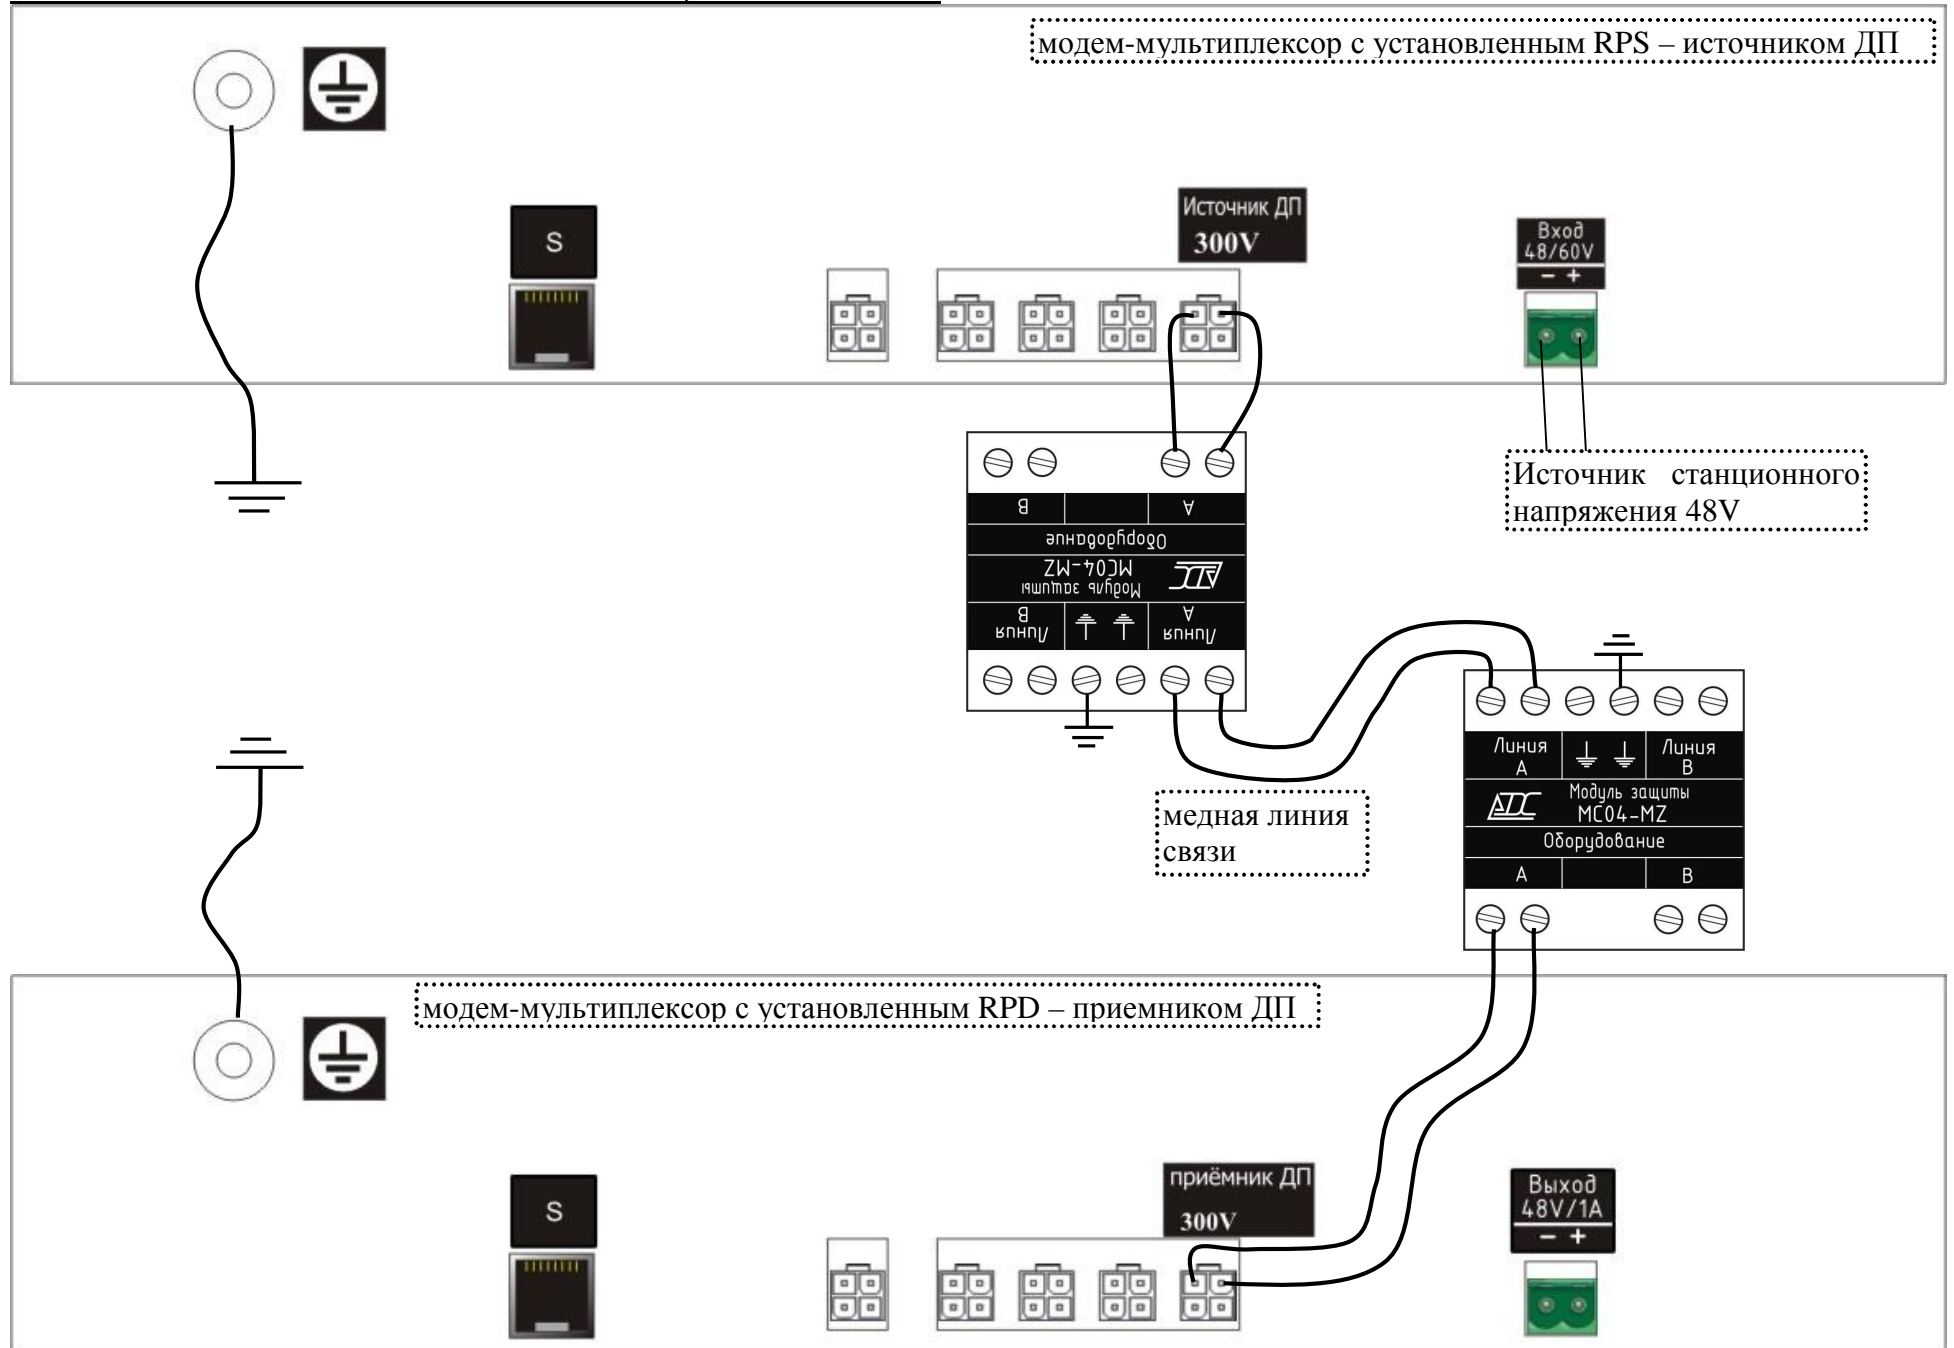 модем-мультиплексор с установленным RPS – источником ДП
Источник ДП
300V
S
Вход
48/60V
– +
Источник станционного
напряжения 48V
B A
Оборудование
МС04-MZ
ADC
Модуль защиты
Линия
B
Линия
A
Линия
A
Линия
B
ADC
Модуль защиты
МС04-MZ
Оборудование
A B
медная линия
связи
модем-мультиплексор с установленным RPD – приемником ДП
приёмник ДП
300V
S
Выход
48V/1A
– +